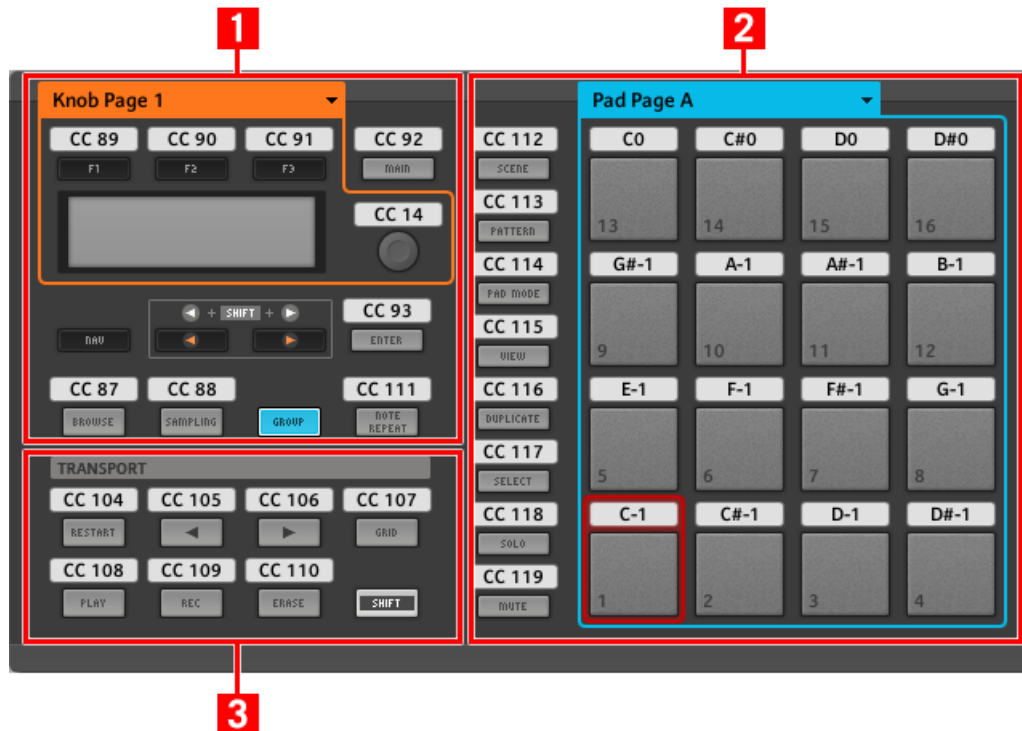 1
2
Knob Page 1
CC 89 CC 90 CC 91 CC 92
F1 F2 F3 MAIN
CC 14
NAV
+ SHIFT +
CC 93
ENTER
CC 87 CC 88 CC 111
BROWSE SAMPLING GROUP NOTE REPEAT
TRANSPORT
CC 104 CC 105 CC 106 CC 107
RESTART GRID
CC 108 CC 109 CC 110
PLAY REC ERASE SHIFT
Pad Page A
CC 112
SCENE
CC 113
PATTERN
CC 114
PAD MODE
CC 115
VIEW
CC 116
DUPLICATE
CC 117
SELECT
CC 118
SOLO
CC 119
MUTE
C0 C#0 D0 D#0
13 14 15 16
G#-1 A-1 A#-1 B-1
9 10 11 12
E-1 F-1 F#-1 G-1
5 6 7 8
C-1 C#-1 D-1 D#-1
1 2 3 4
3